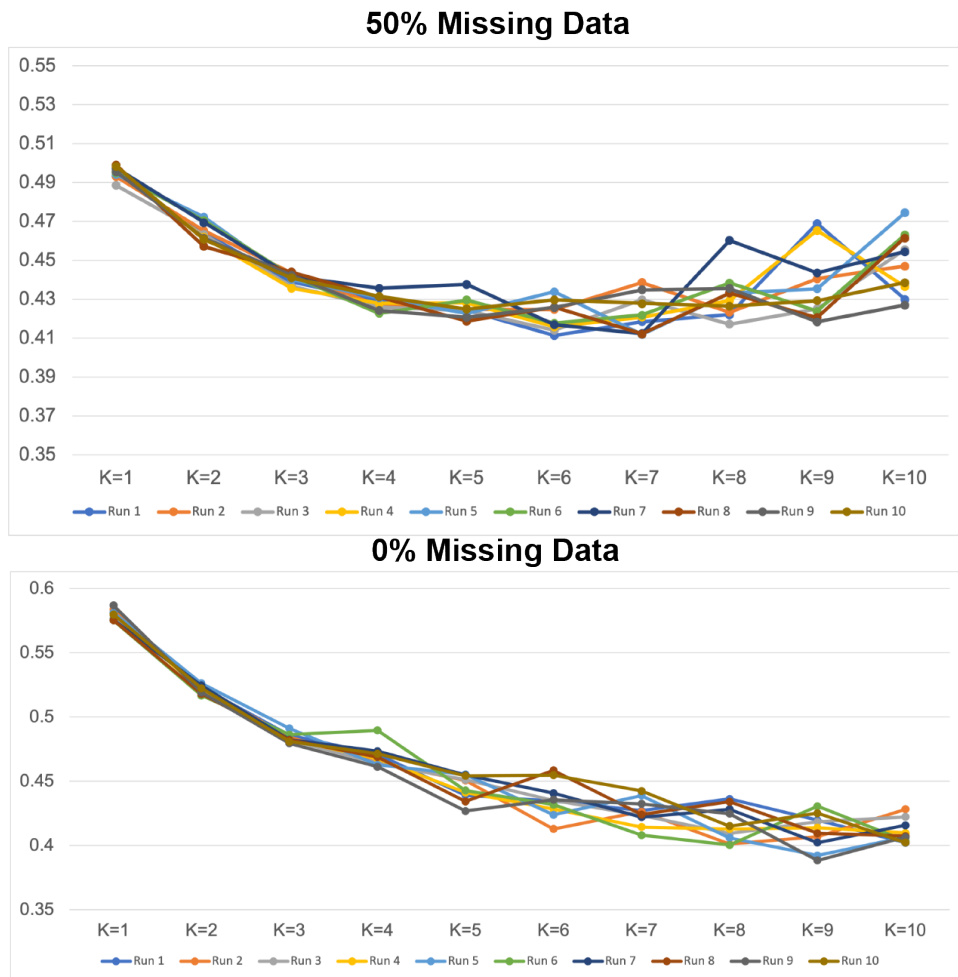 50% Missing Data
0.55
0.53
0.51
0.49
0.47
0.45
0.43
0.41
0.39
0.37
0.35
K=1 K=2 K=3 K=4 K=5 K=6 K=7 K=8 K=9 K=10
Run 1 Run 2 Run 3 Run 4 Run 5 Run 6 Run 7 Run 8 Run 9 Run 10
0% Missing Data
0.6
0.55
0.5
0.45
0.4
0.35
K=1 K=2 K=3 K=4 K=5 K=6 K=7 K=8 K=9 K=10
Run 1 Run 2 Run 3 Run 4 Run 5 Run 6 Run 7 Run 8 Run 9 Run 10